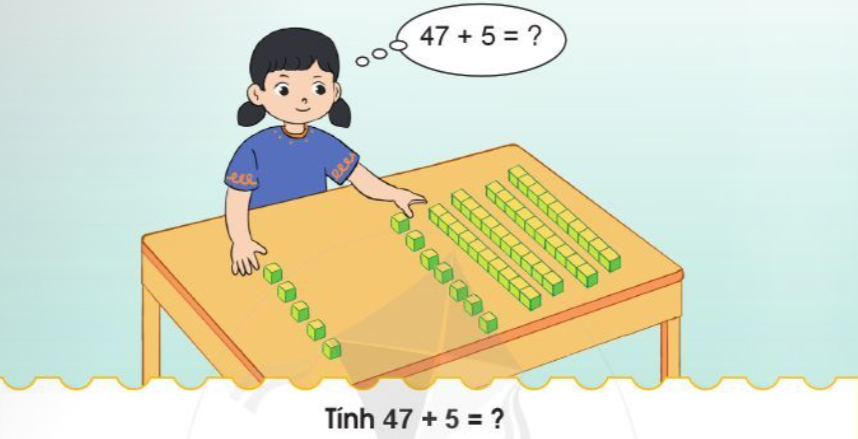 47 + 5 = ?
Tính 47 + 5 = ?